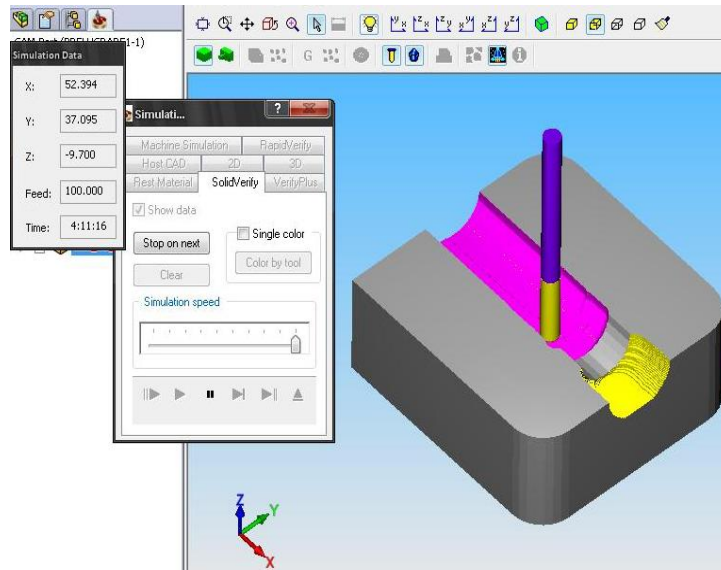 Simulation Data
X: 52.394
Y: 37.095
Z: -9.700
Feed: 100.000
Time: 4:11:16
Simulati...
?
Machine Simulation RapidVerify
Host CAD 2D 3D
Rest Material SolidVerify VerifyPlus
Show data
Stop on next
Single color
Clear
Color by tool
Simulation speed
G
Z
Y
X